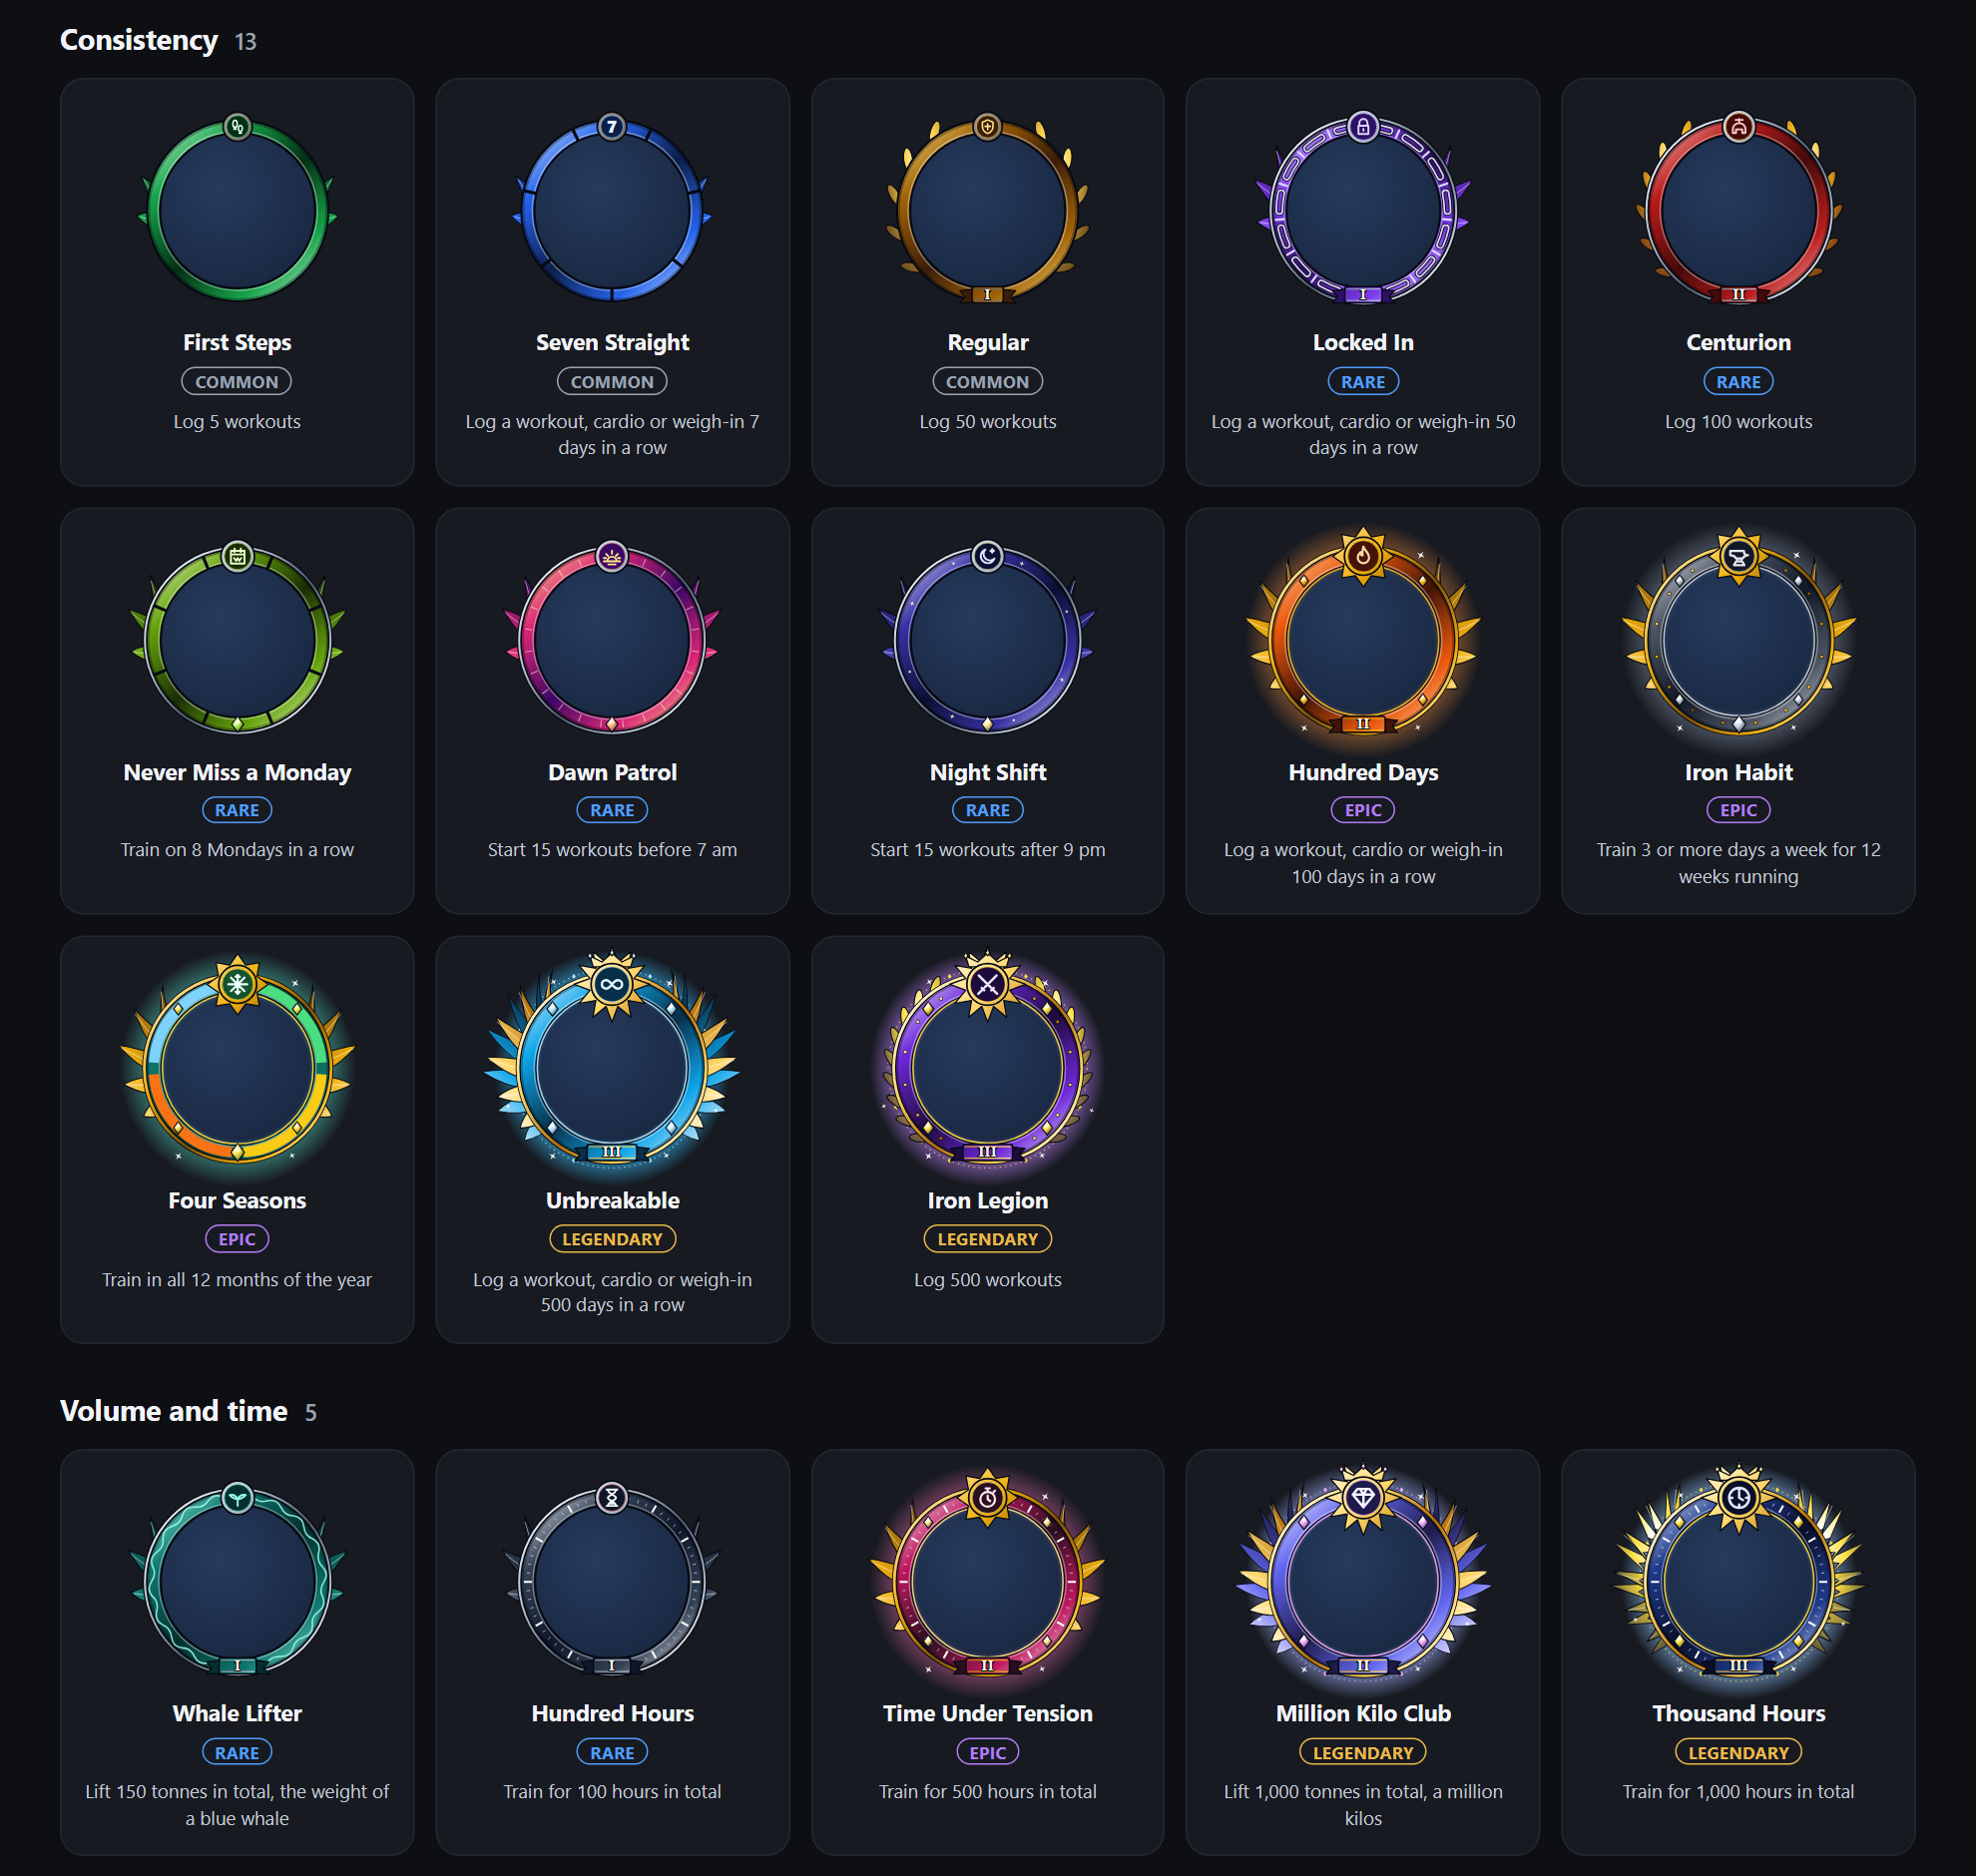 Consistency 13
7
I
I
II
First Steps
COMMON
Log 5 workouts
Seven Straight
COMMON
Log a workout, cardio or weigh-in 7
days in a row
Regular
COMMON
Log 50 workouts
Locked In
RARE
Log a workout, cardio or weigh-in 50
days in a row
Centurion
RARE
Log 100 workouts
II
Never Miss a Monday
RARE
Train on 8 Mondays in a row
Dawn Patrol
RARE
Start 15 workouts before 7 am
Night Shift
RARE
Start 15 workouts after 9 pm
Hundred Days
EPIC
Log a workout, cardio or weigh-in
100 days in a row
Iron Habit
EPIC
Train 3 or more days a week for 12
weeks running
III
III
Four Seasons
EPIC
Train in all 12 months of the year
Unbreakable
LEGENDARY
Log a workout, cardio or weigh-in
500 days in a row
Iron Legion
LEGENDARY
Log 500 workouts
Volume and time 5
I
I
II
II
III
Whale Lifter
RARE
Lift 150 tonnes in total, the weight of
a blue whale
Hundred Hours
RARE
Train for 100 hours in total
Time Under Tension
EPIC
Train for 500 hours in total
Million Kilo Club
LEGENDARY
Lift 1,000 tonnes in total, a million
kilos
Thousand Hours
LEGENDARY
Train for 1,000 hours in total